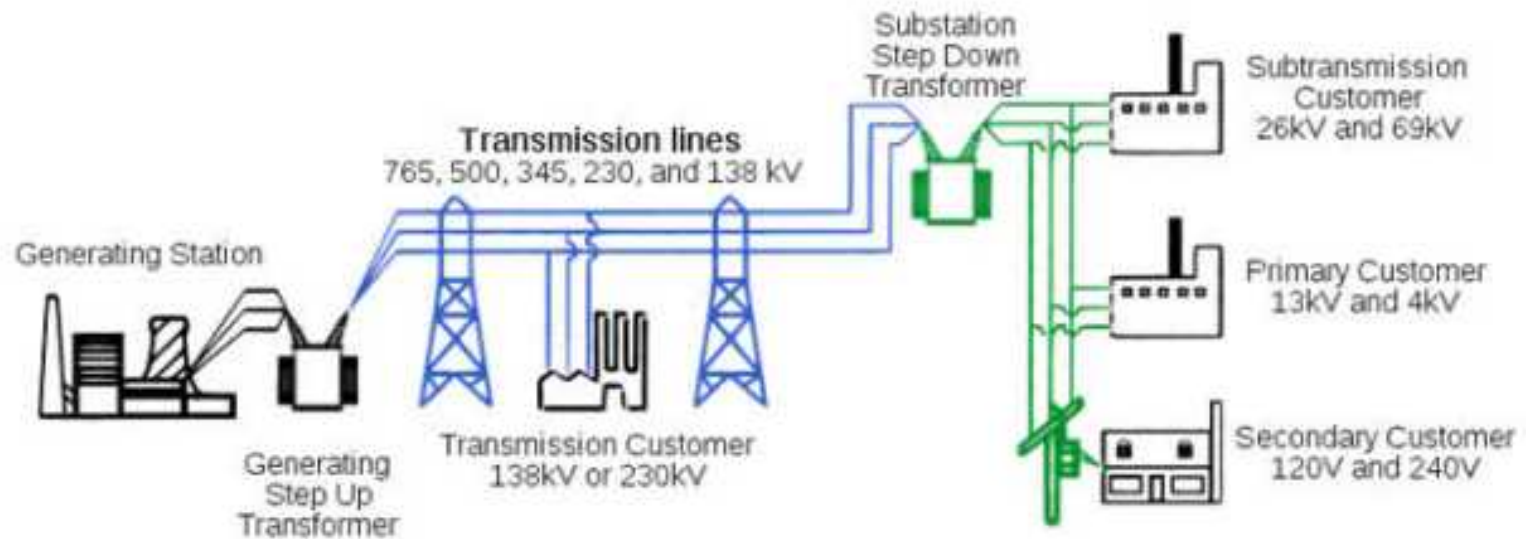 Substation
Step Down
Transformer
Subtransmission
Customer
26kV and 69kV
Transmission lines
765, 500, 345, 230, and 138 kV
Generating Station
Primary Customer
13kV and 4kV
Transmission Customer
138kV or 230kV
Secondary Customer
120V and 240V
Generating
Step Up
Transformer